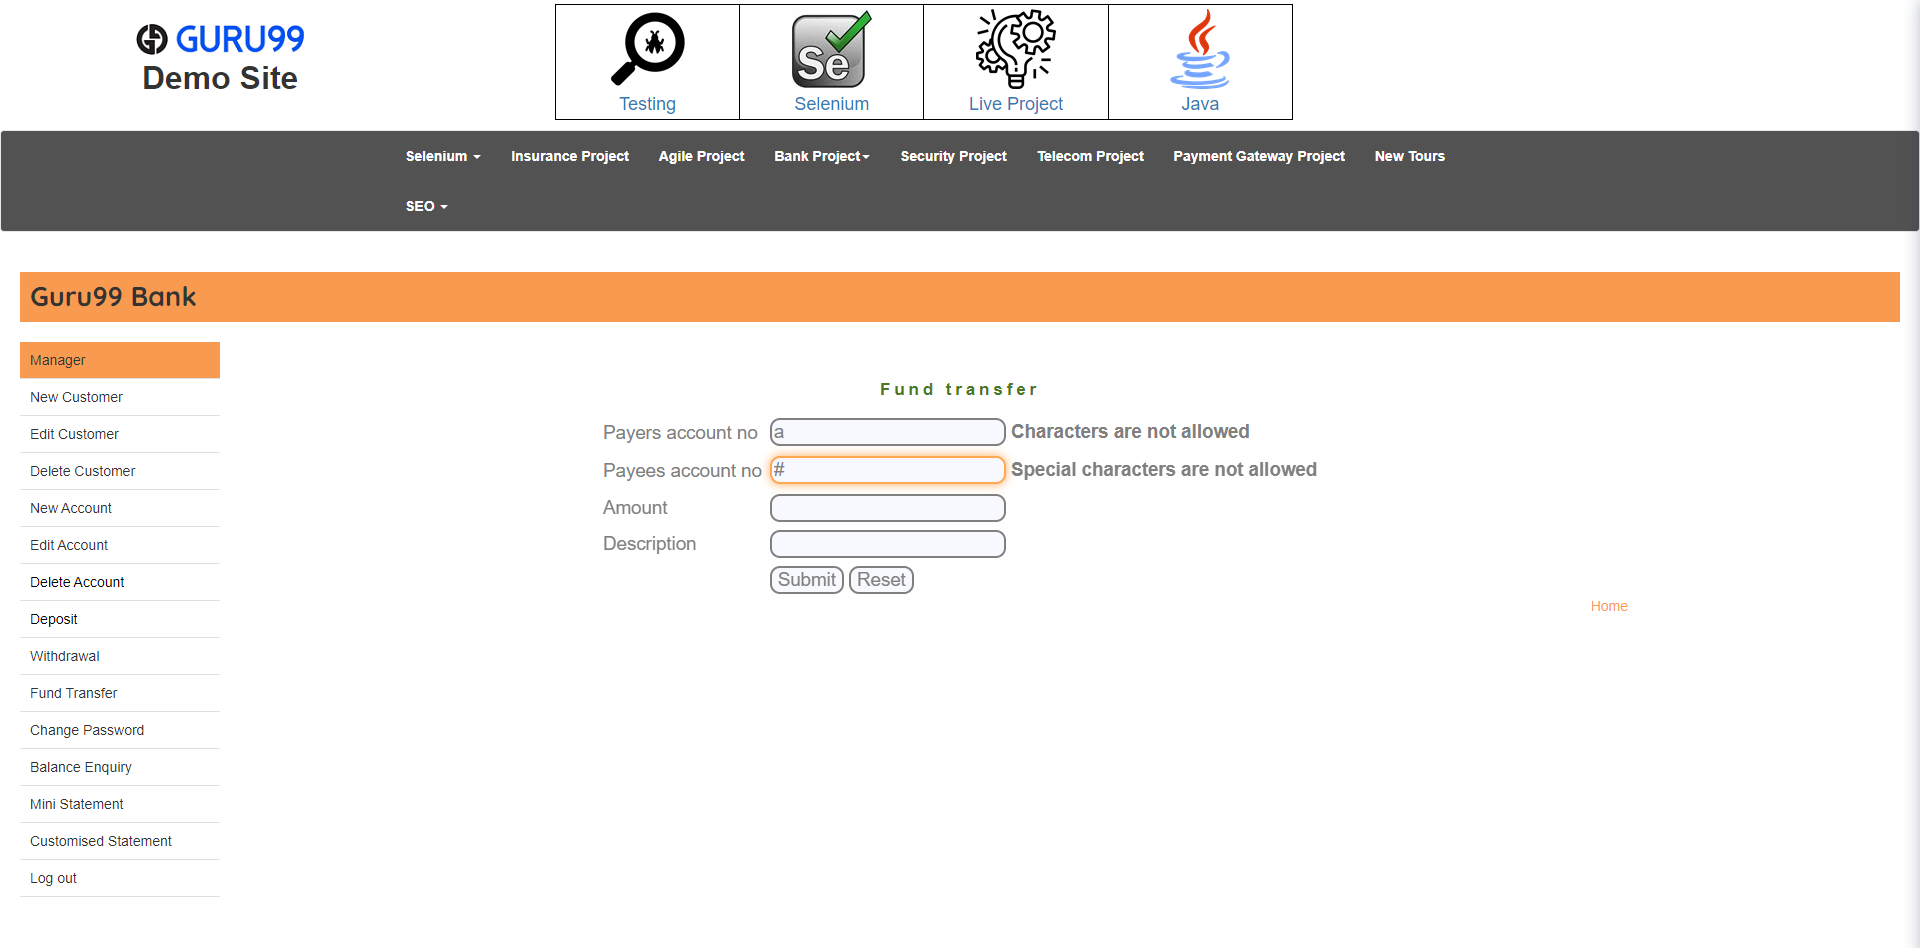 GURU99
Demo Site
Testing
Se
Selenium
Live Project
Java
Selenium Insurance Project Agile Project Bank Project Security Project Telecom Project Payment Gateway Project New Tours
SEO
Guru99 Bank
Manager
New Customer
Edit Customer
Delete Customer
New Account
Edit Account
Delete Account
Deposit
Withdrawal
Fund Transfer
Change Password
Balance Enquiry
Mini Statement
Customised Statement
Log out
Fund transfer
Payers account no a Characters are not allowed
Payees account no # Special characters are not allowed
Amount
Description
Submit Reset
Home